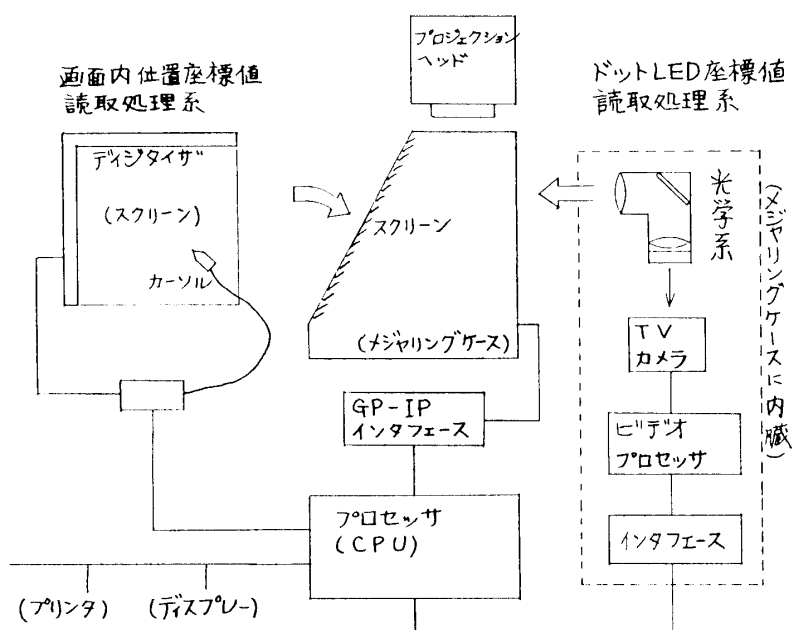 プロジェクション
ヘッド
画面内位置座標値
読取処理系
ドットLED座標値
読取処理系
ディジタイザ
(スクリーン)
カーソル
スクリーン
(メジャリングケース)
光学系
(メジャリングケースに内臓)
TV
カメラ
GP-IP
インタフェース
ビデオ
プロセッサ
プロセッサ
(CPU)
インタフェース
(プリンタ)
(ディスプレー)